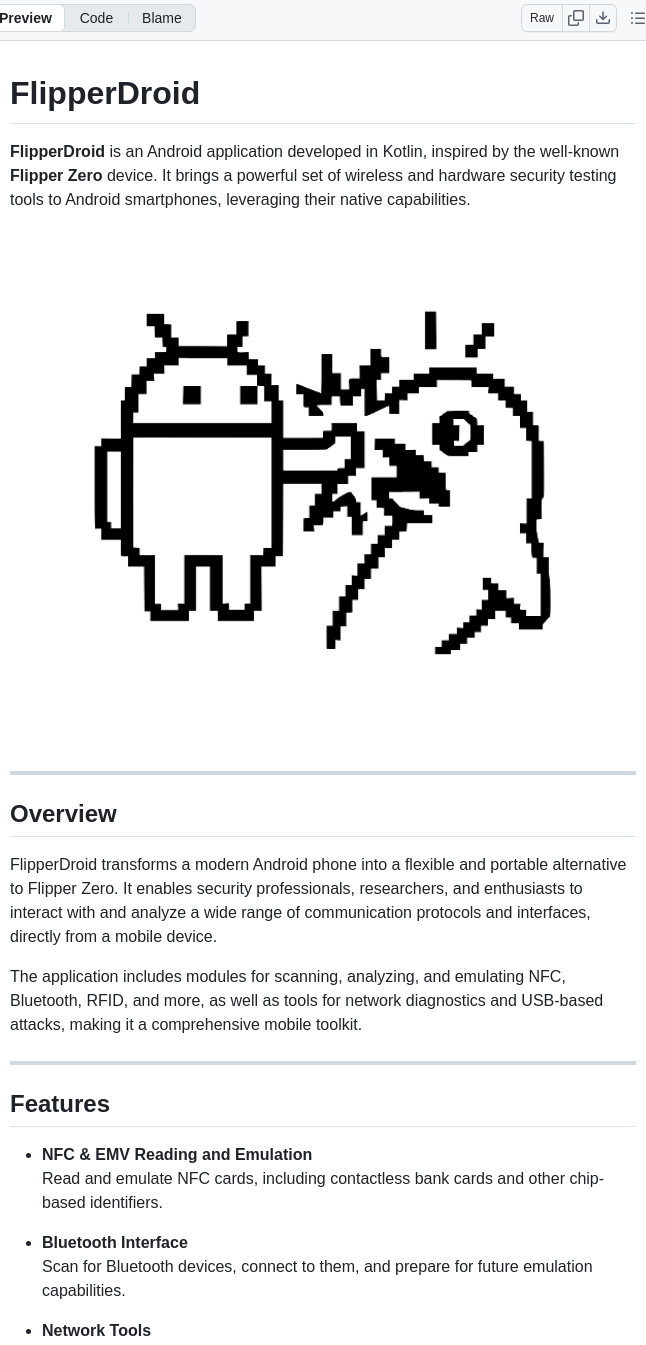 Preview Code Blame Raw
FlipperDroid
FlipperDroid is an Android application developed in Kotlin, inspired by the well-known
Flipper Zero device. It brings a powerful set of wireless and hardware security testing
tools to Android smartphones, leveraging their native capabilities.
Overview
FlipperDroid transforms a modern Android phone into a flexible and portable alternative
to Flipper Zero. It enables security professionals, researchers, and enthusiasts to
interact with and analyze a wide range of communication protocols and interfaces,
directly from a mobile device.
The application includes modules for scanning, analyzing, and emulating NFC,
Bluetooth, RFID, and more, as well as tools for network diagnostics and USB-based
attacks, making it a comprehensive mobile toolkit.
Features
• NFC & EMV Reading and Emulation
Read and emulate NFC cards, including contactless bank cards and other chip-
based identifiers.
• Bluetooth Interface
Scan for Bluetooth devices, connect to them, and prepare for future emulation
capabilities.
• Network Tools